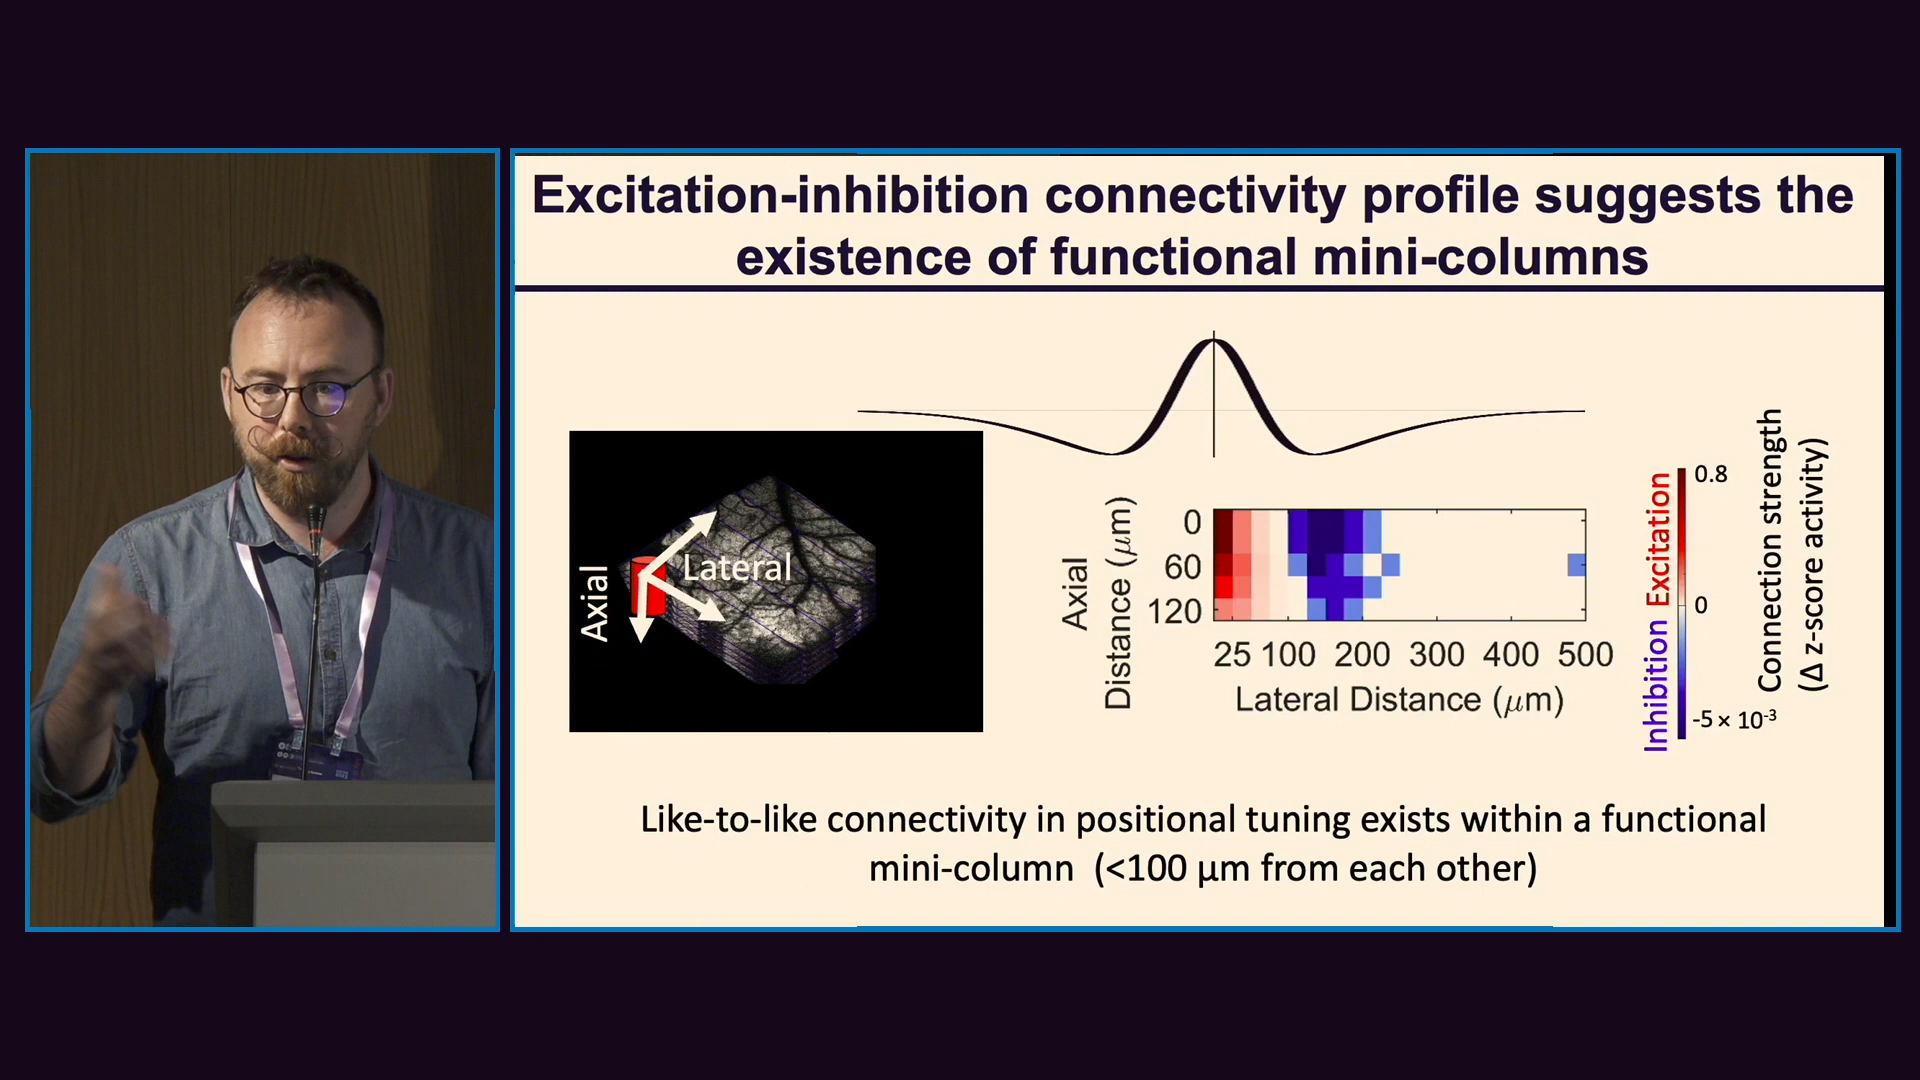 Excitation-inhibition connectivity profile suggests the
existence of functional mini-columns
Axial
Lateral
Axial
Distance (μm)
0
60
120
25 100 200 300 400 500
Lateral Distance (μm)
Inhibition Excitation
0.8
0
-5 × 10⁻³
Connection strength
(Δ z-score activity)
Like-to-like connectivity in positional tuning exists within a functional
mini-column (<100 μm from each other)